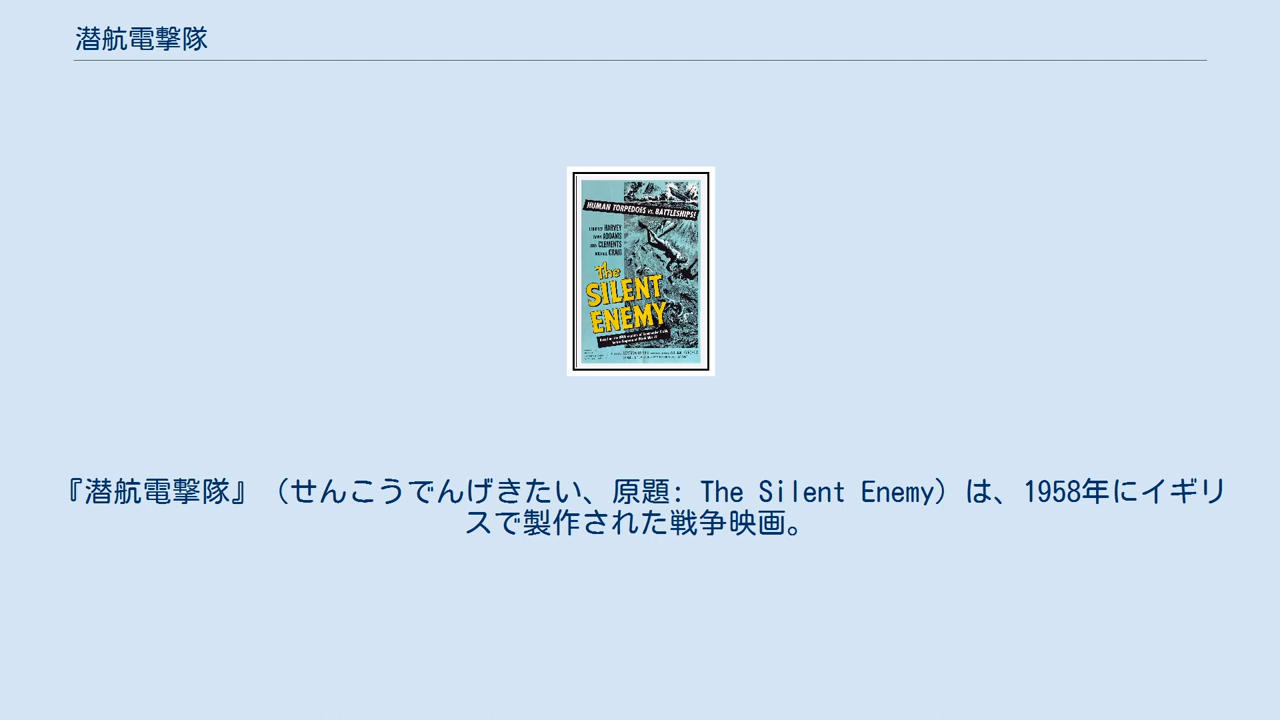 潜航電撃隊
HUMAN TORPEDOES vs. BATTLESHIPS!
HARVEY
ADDAMS
CLEMENTS
CRAIG
The
SILENT
ENEMY
『潜航電撃隊』（せんこうでんげきたい、原題: The Silent Enemy）は、1958年にイギリ
スで製作された戦争映画。